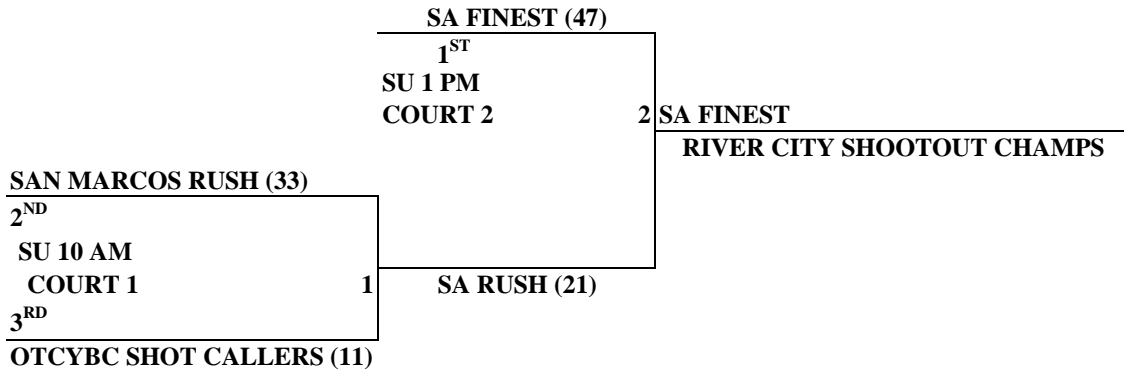 SA FINEST (47)
1ST
SU 1 PM
COURT 2 2 SA FINEST
RIVER CITY SHOOTOUT CHAMPS
SAN MARCOS RUSH (33)
2ND
SU 10 AM
COURT 1 1 SA RUSH (21)
3RD
OTCYBC SHOT CALLERS (11)